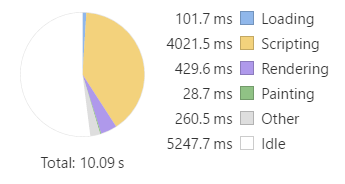 101.7 ms Loading
4021.5 ms Scripting
429.6 ms Rendering
28.7 ms Painting
260.5 ms Other
5247.7 ms Idle
Total: 10.09 s